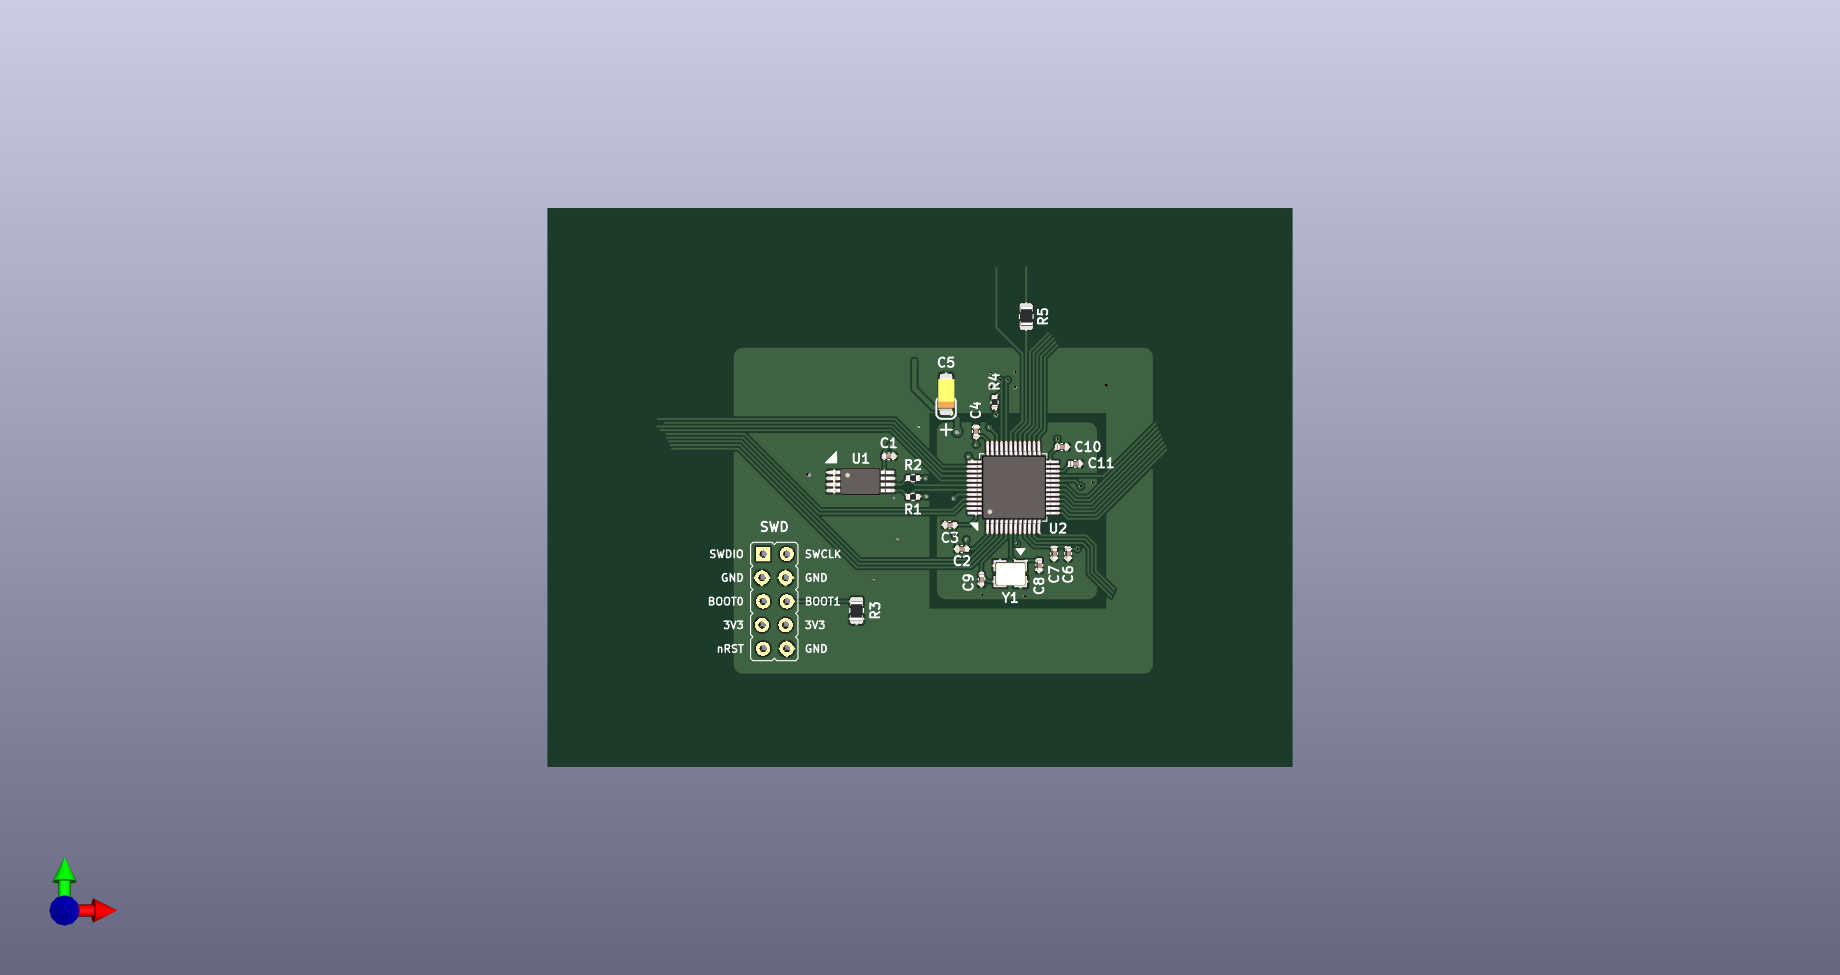 R5
C5
R4
C4
+
C1
U1
R2
C10
C11
R1
SWD
C3
U2
SWDIO SWCLK
C2
GND GND
C9 C8 C7 C6
Y1
BOOT0 BOOT1
R3
3V3 3V3
nRST GND